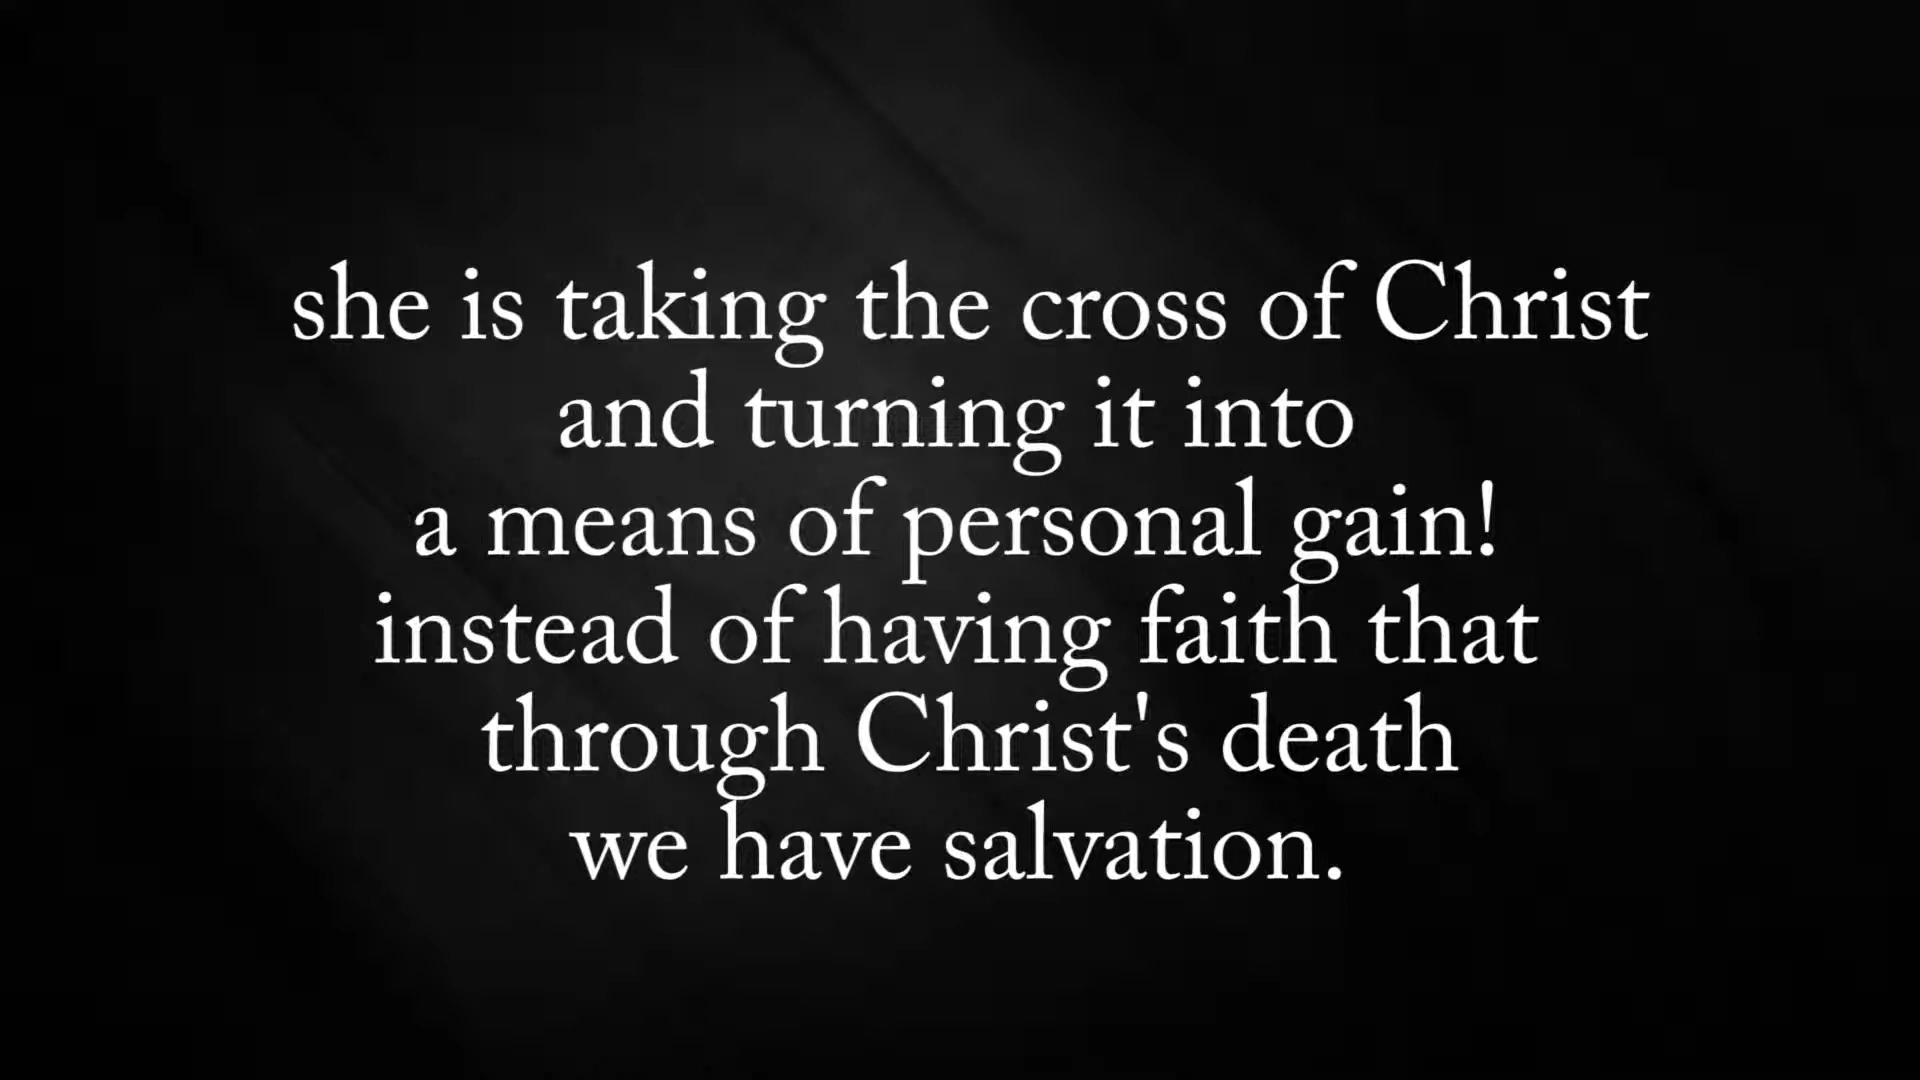 she is taking the cross of Christ
and turning it into
a means of personal gain!
instead of having faith that
through Christ's death
we have salvation.